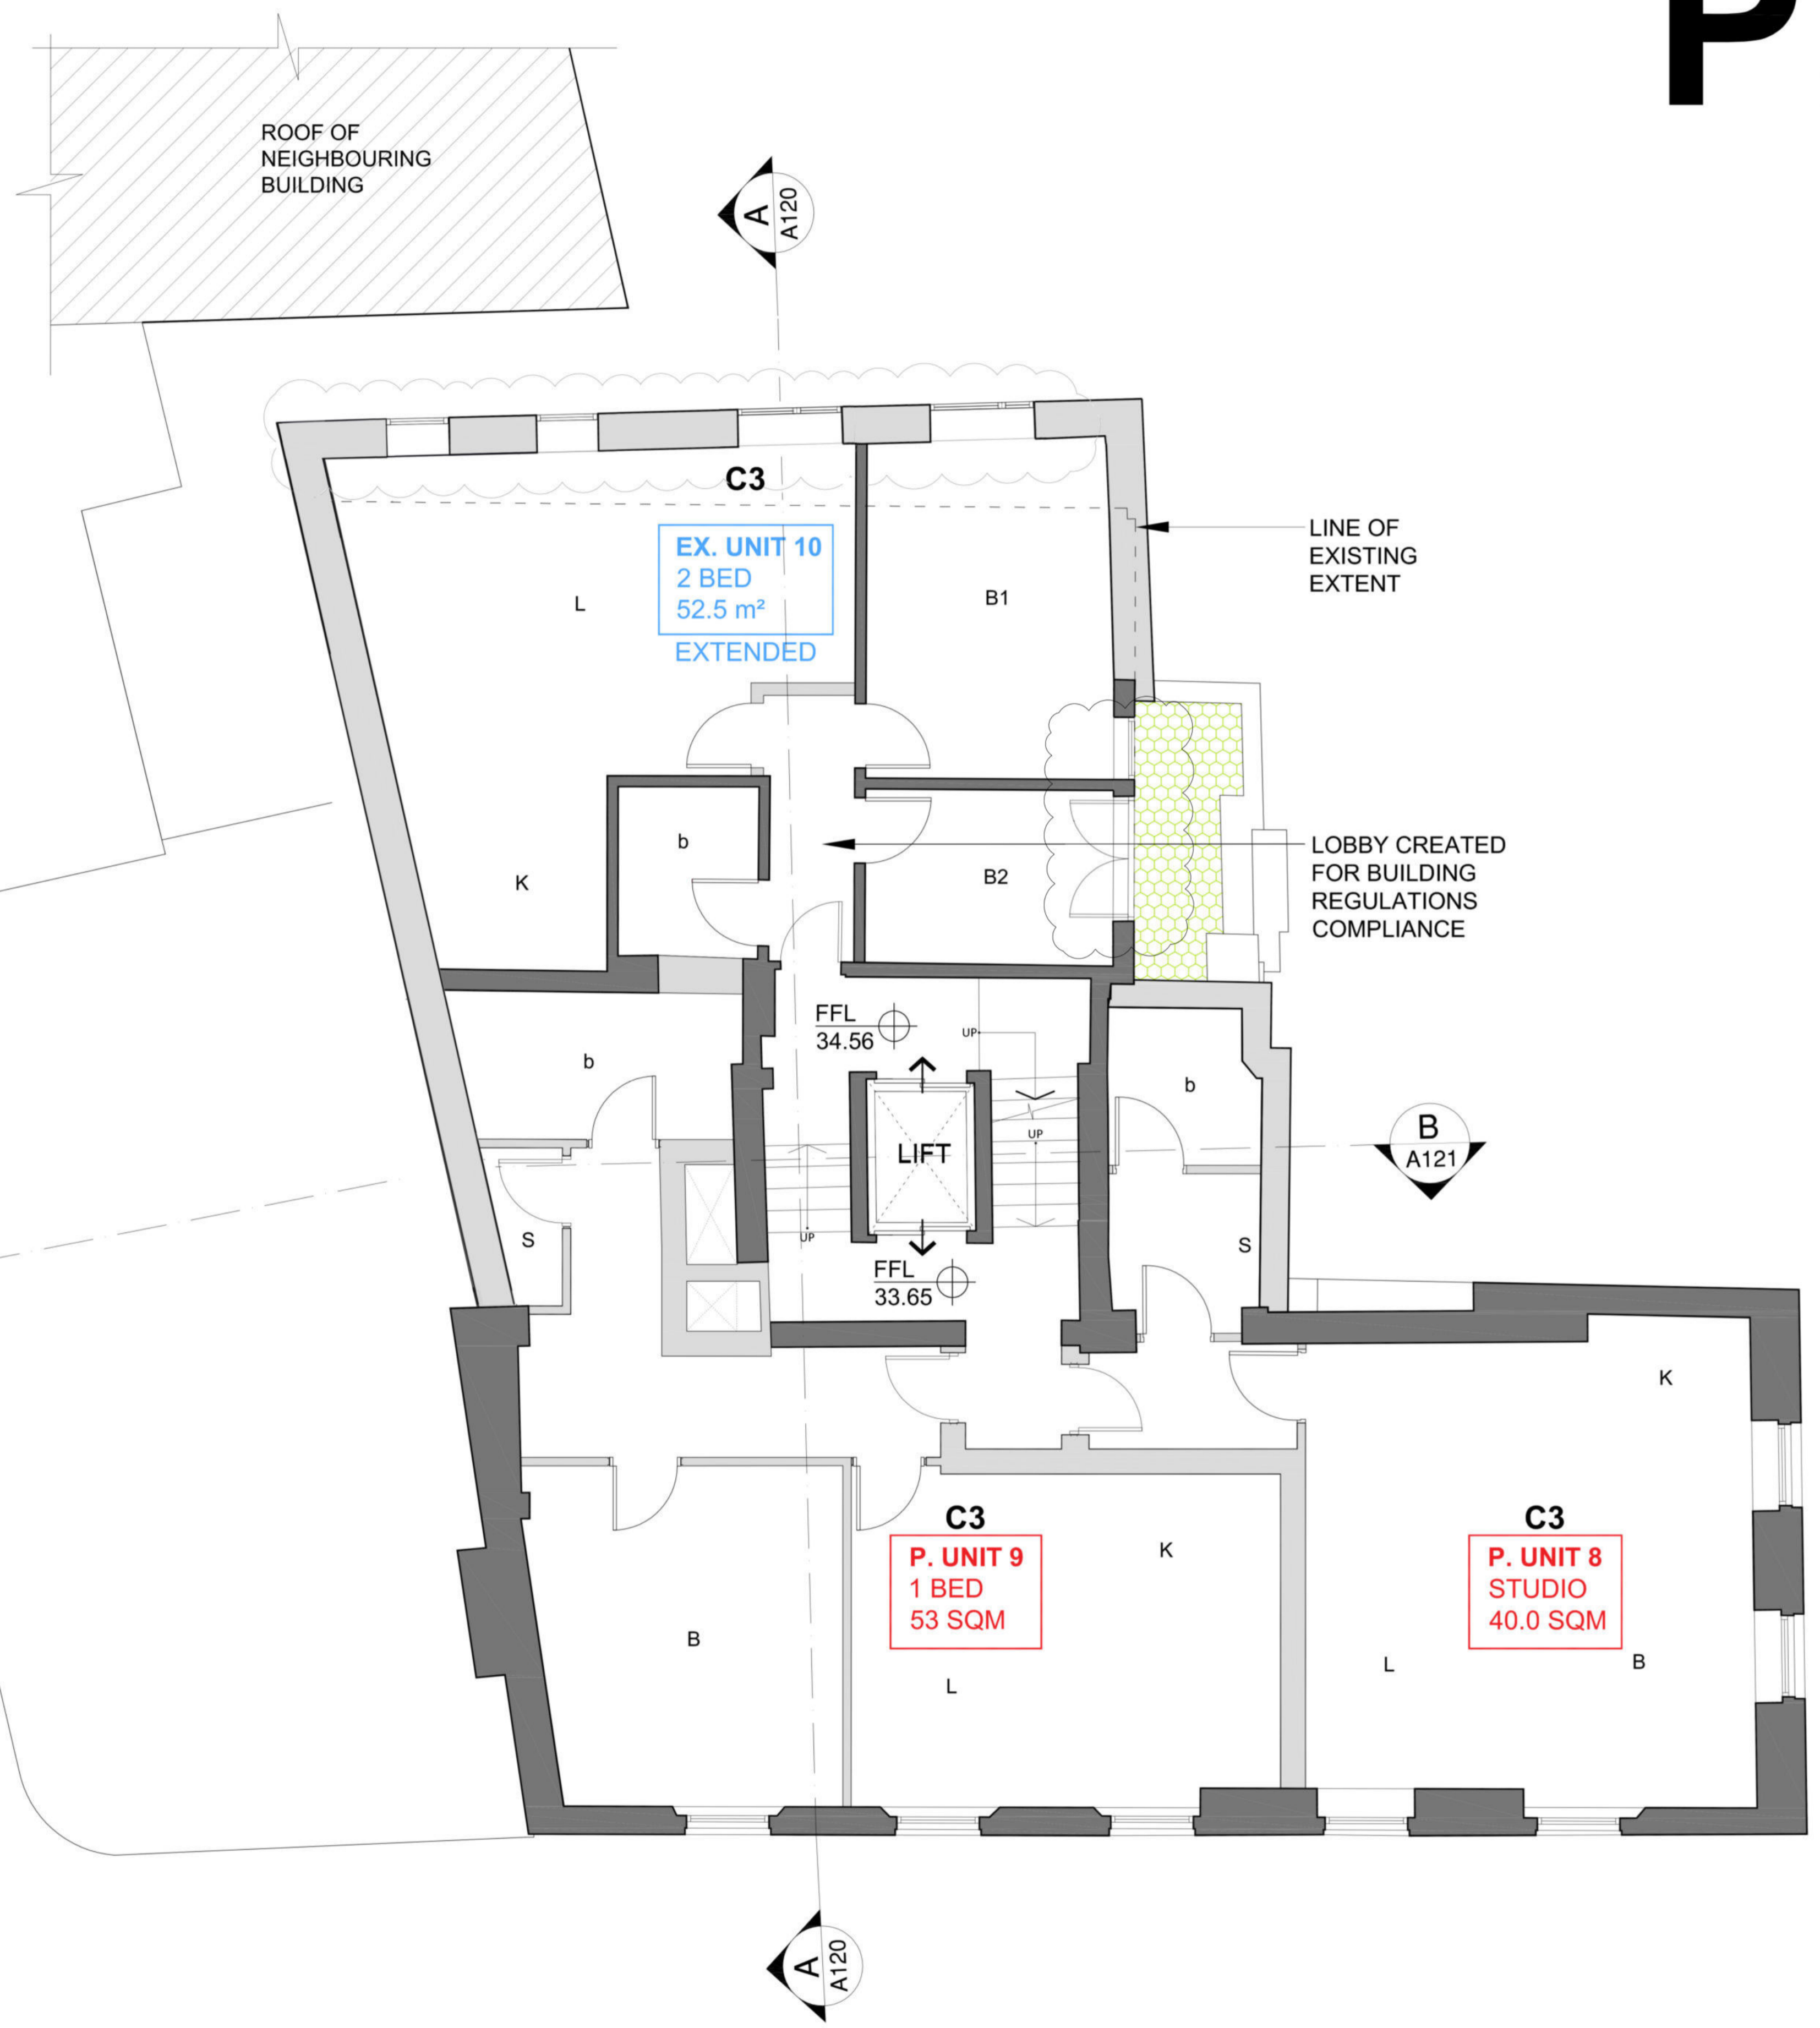 P
ROOF OF
NEIGHBOURING
BUILDING
A
A120
C3
EX. UNIT 10
2 BED
52.5 m²
EXTENDED
L
B1
LINE OF
EXISTING
EXTENT
b
K
B2
LOBBY CREATED
FOR BUILDING
REGULATIONS
COMPLIANCE
FFL
34.56
UP
b
b
UP
LIFT
B
A121
S
UP
S
FFL
33.65
K
C3
P. UNIT 9
1 BED
53 SQM
K
B
L
C3
P. UNIT 8
STUDIO
40.0 SQM
L
B
A
A120